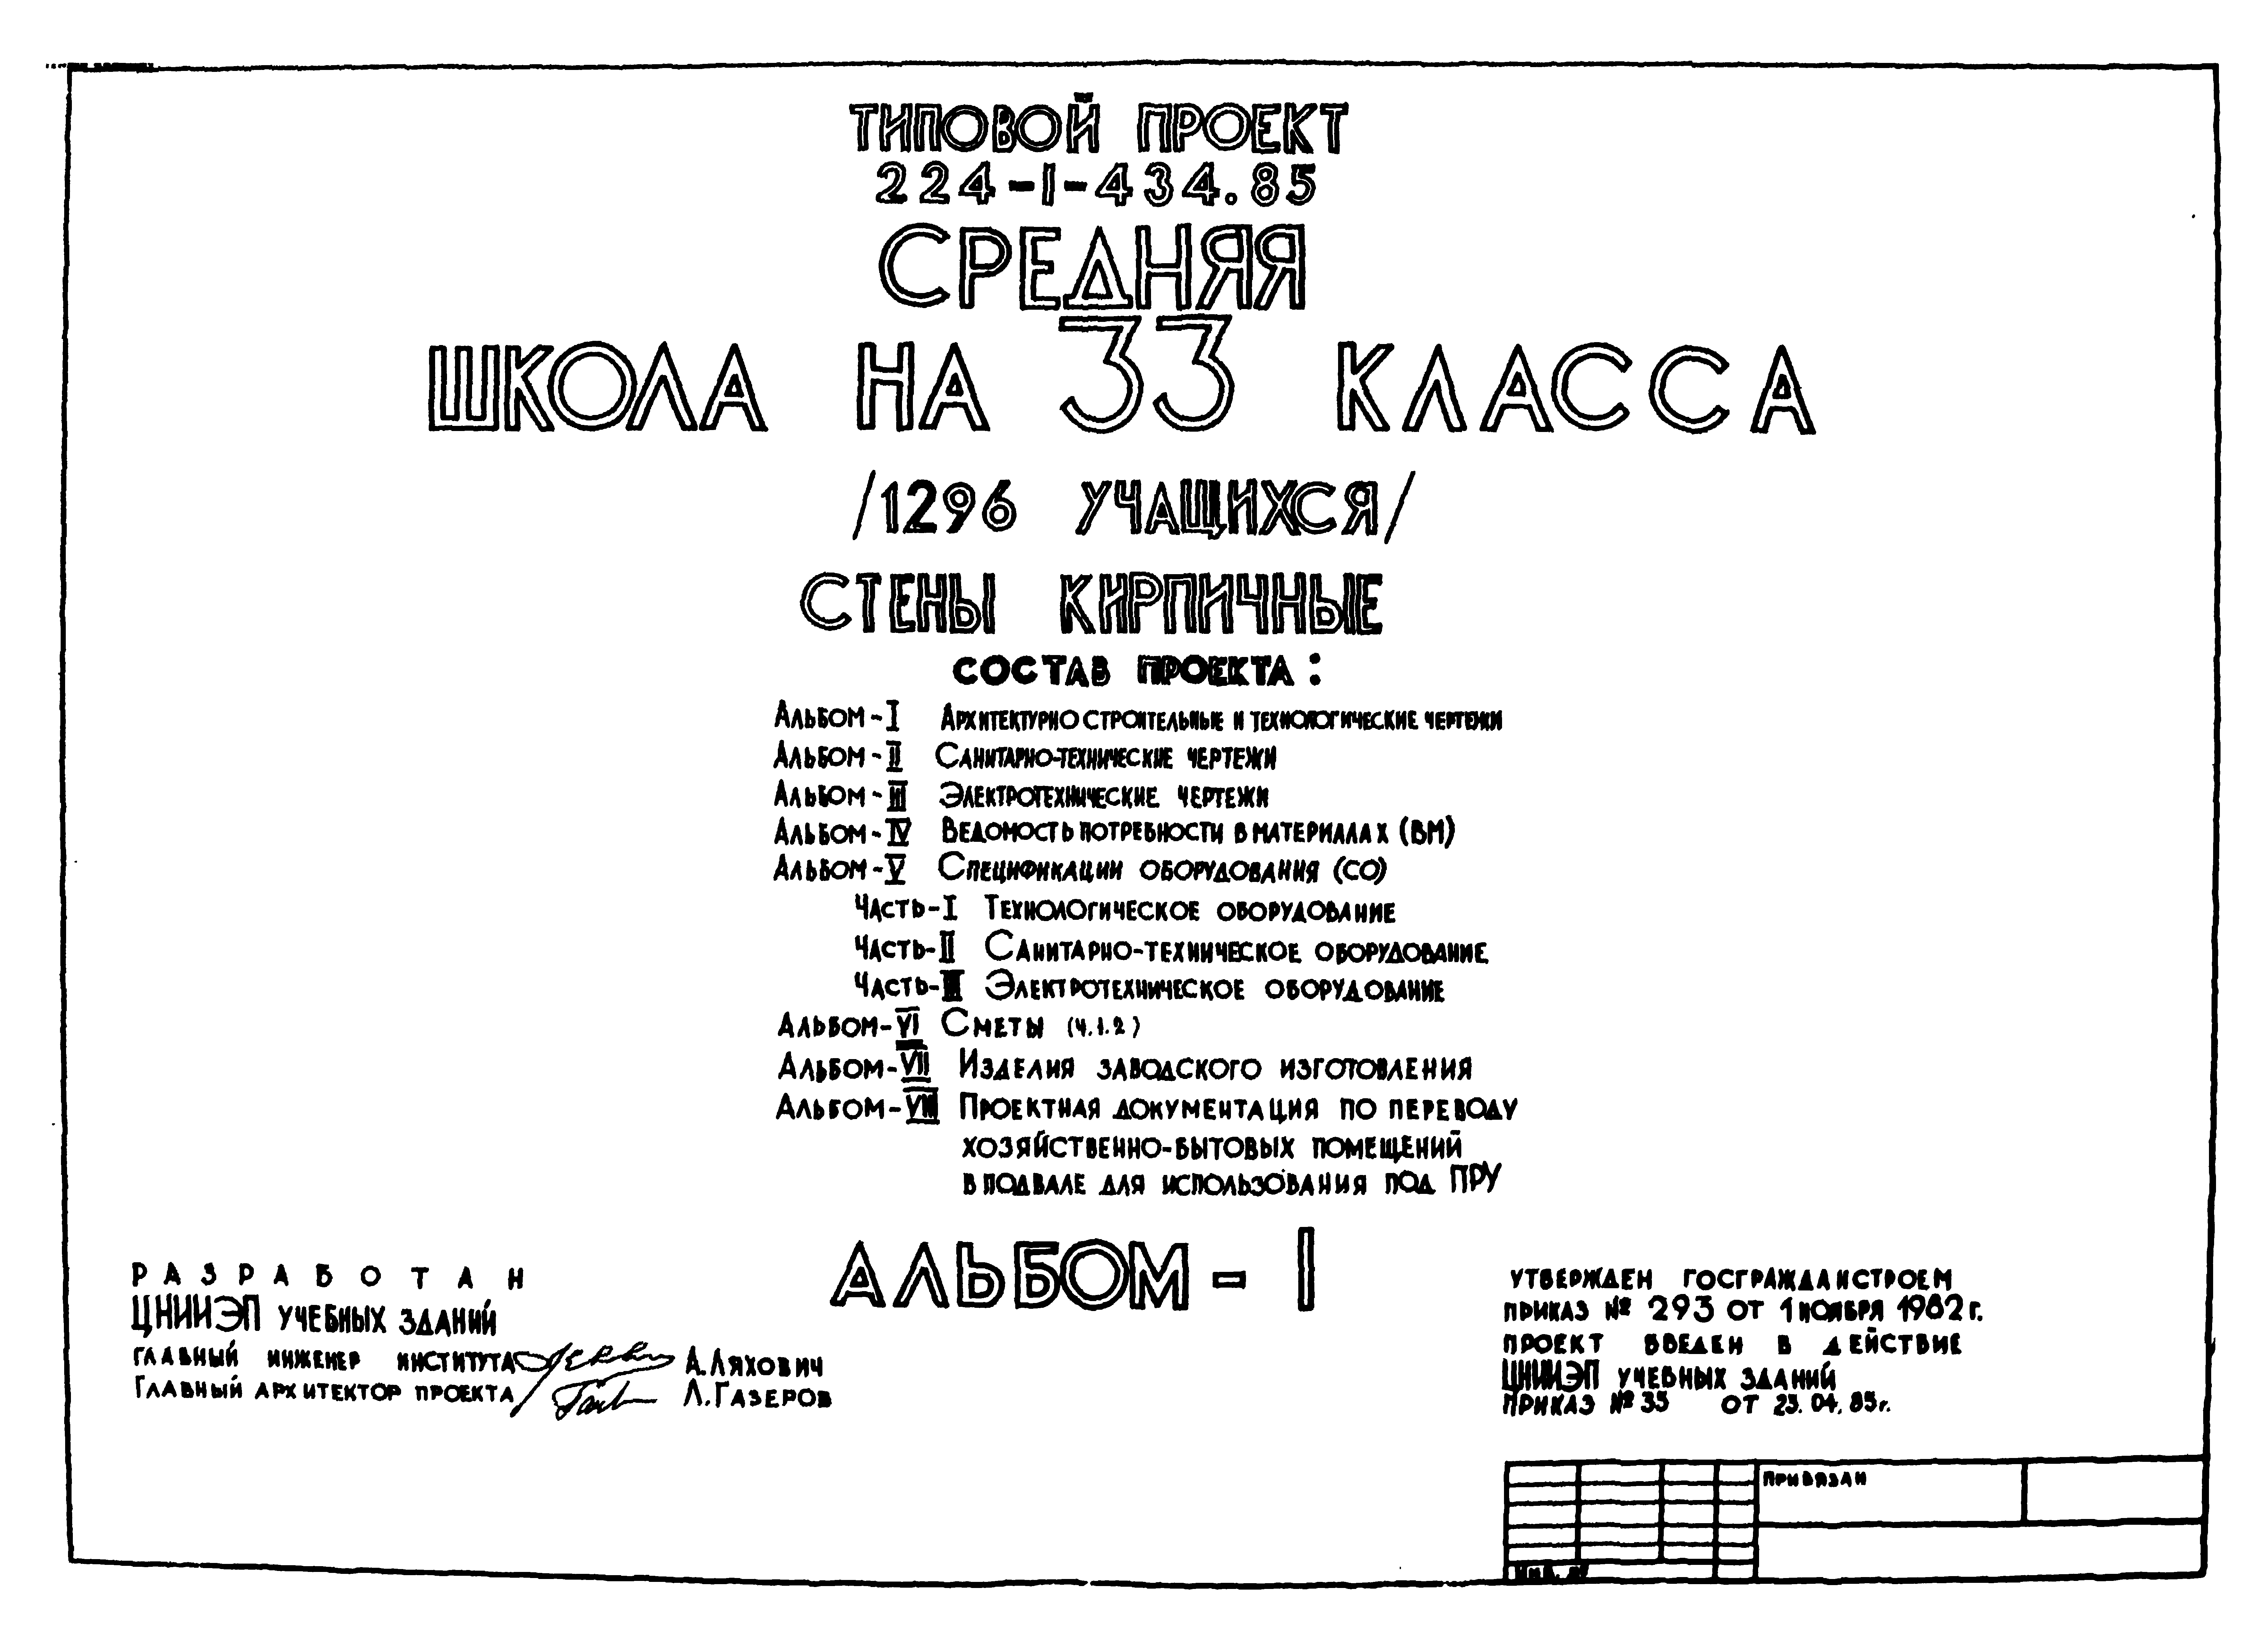 ТИПОВОЙ ПРОЕКТ
224-1-434.85
СРЕДНЯЯ
ШКОЛА НА 33 КЛАССА
/1296 УЧАЩИХСЯ/
СТЕНЫ КИРПИЧНЫЕ
СОСТАВ ПРОЕКТА:
АЛЬБОМ-I АРХИТЕКТУРНО СТРОИТЕЛЬНЫЕ И ТЕХНОЛОГИЧЕСКИЕ ЧЕРТЕЖИ
АЛЬБОМ-II САНИТАРНО-ТЕХНИЧЕСКИЕ ЧЕРТЕЖИ
АЛЬБОМ-III ЭЛЕКТРОТЕХНИЧЕСКИЕ ЧЕРТЕЖИ
АЛЬБОМ-IV ВЕДОМОСТЬ ПОТРЕБНОСТИ В МАТЕРИАЛАХ (ВМ)
АЛЬБОМ-V СПЕЦИФИКАЦИИ ОБОРУДОВАНИЯ (СО)
ЧАСТЬ-I ТЕХНОЛОГИЧЕСКОЕ ОБОРУДОВАНИЕ
ЧАСТЬ-II САНИТАРНО-ТЕХНИЧЕСКОЕ ОБОРУДОВАНИЕ
ЧАСТЬ-III ЭЛЕКТРОТЕХНИЧЕСКОЕ ОБОРУДОВАНИЕ
АЛЬБОМ-VI СМЕТЫ (ч.1.2)
АЛЬБОМ-VII ИЗДЕЛИЯ ЗАВОДСКОГО ИЗГОТОВЛЕНИЯ
АЛЬБОМ-VIII ПРОЕКТНАЯ ДОКУМЕНТАЦИЯ ПО ПЕРЕВОДУ
ХОЗЯЙСТВЕННО-БЫТОВЫХ ПОМЕЩЕНИЙ
В ПОДВАЛЕ ДЛЯ ИСПОЛЬЗОВАНИЯ ПОД ПРУ
АЛЬБОМ-I
РАЗРАБОТАН
ЦНИИЭП УЧЕБНЫХ ЗДАНИЙ
ГЛАВНЫЙ ИНЖЕНЕР ИНСТИТУТА А.ЛЯХОВИЧ
ГЛАВНЫЙ АРХИТЕКТОР ПРОЕКТА Л.ГАЗЕРОВ
УТВЕРЖДЕН ГОСГРАЖДАНСТРОЕМ
ПРИКАЗ № 293 ОТ 1 НОЯБРЯ 1982г.
ПРОЕКТ ВВЕДЕН В ДЕЙСТВИЕ
ЦНИИЭП УЧЕБНЫХ ЗДАНИЙ
ПРИКАЗ № 35 ОТ 23.04.85г.
ПРИВЯЗАН
ИНВ. №